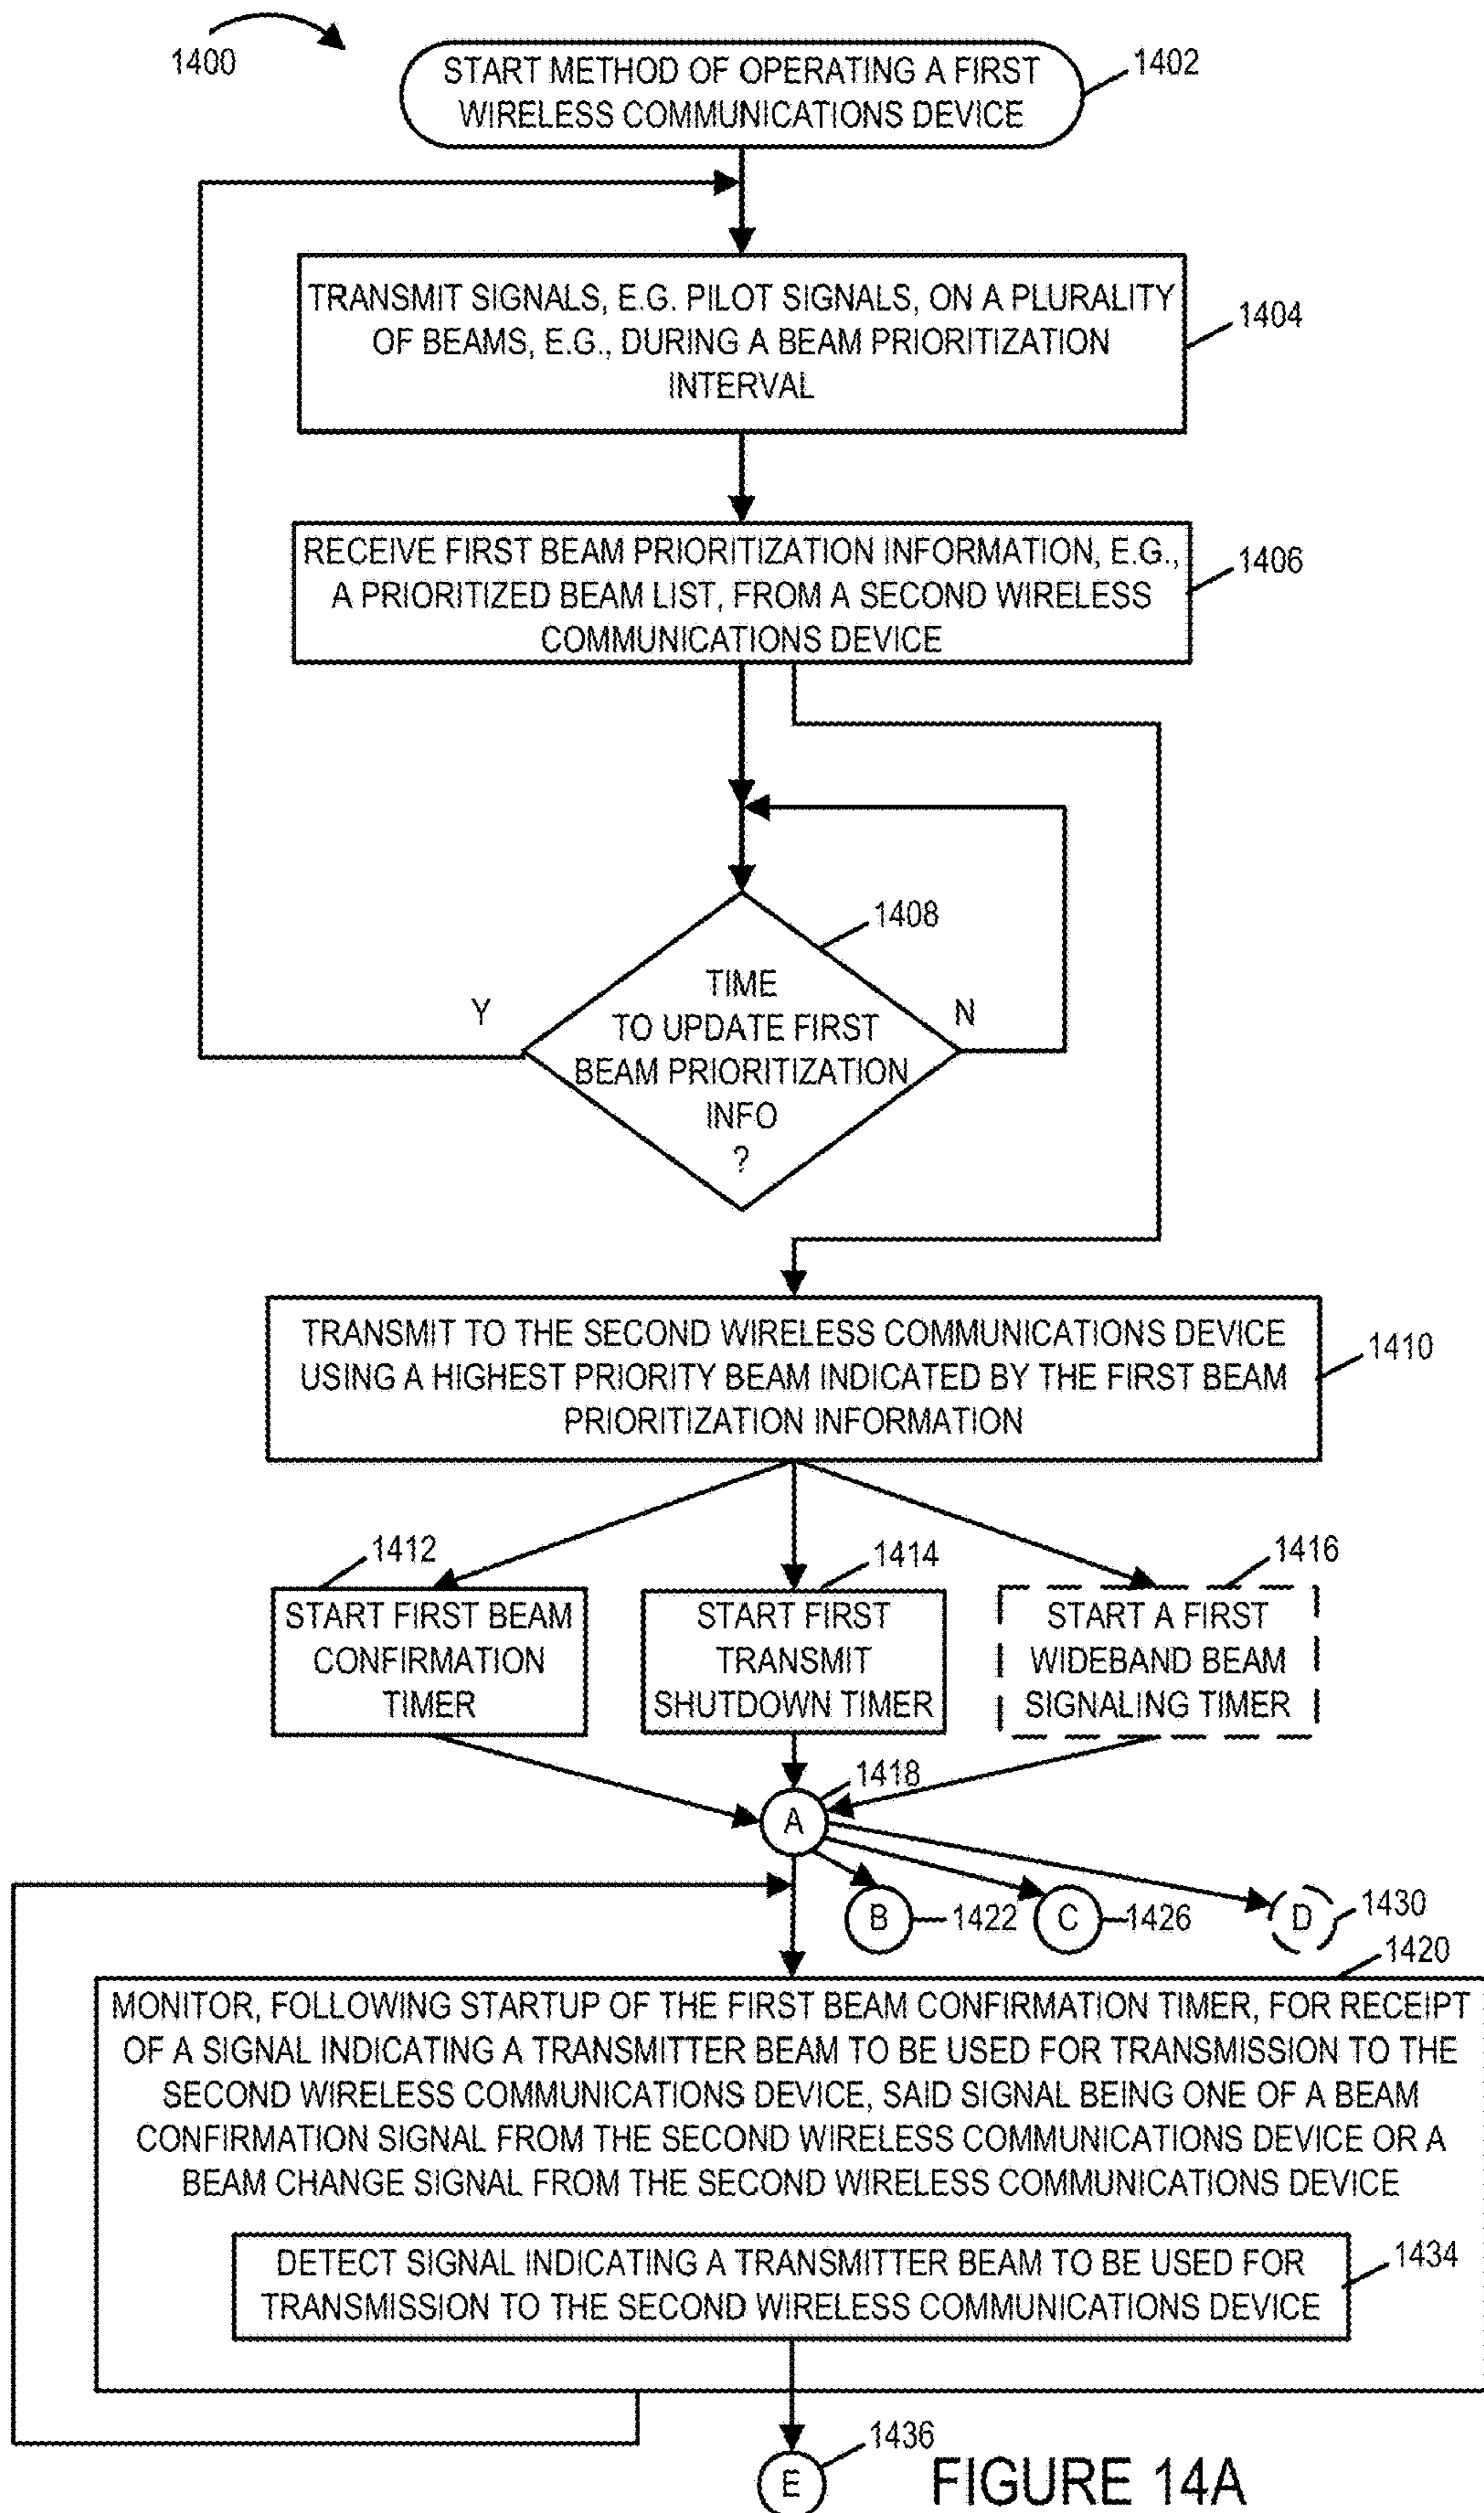 1400
START METHOD OF OPERATING A FIRST
WIRELESS COMMUNICATIONS DEVICE
1402
TRANSMIT SIGNALS, E.G. PILOT SIGNALS, ON A PLURALITY
OF BEAMS, E.G., DURING A BEAM PRIORITIZATION
INTERVAL
1404
RECEIVE FIRST BEAM PRIORITIZATION INFORMATION, E.G.,
A PRIORITIZED BEAM LIST, FROM A SECOND WIRELESS
COMMUNICATIONS DEVICE
1406
1408
TIME
TO UPDATE FIRST
BEAM PRIORITIZATION
INFO
?
Y
N
TRANSMIT TO THE SECOND WIRELESS COMMUNICATIONS DEVICE
USING A HIGHEST PRIORITY BEAM INDICATED BY THE FIRST BEAM
PRIORITIZATION INFORMATION
1410
1412
START FIRST BEAM
CONFIRMATION
TIMER
1414
START FIRST
TRANSMIT
SHUTDOWN TIMER
1416
START A FIRST
WIDEBAND BEAM
SIGNALING TIMER
1418
A
B
1422
C
1426
D
1430
1420
MONITOR, FOLLOWING STARTUP OF THE FIRST BEAM CONFIRMATION TIMER, FOR RECEIPT
OF A SIGNAL INDICATING A TRANSMITTER BEAM TO BE USED FOR TRANSMISSION TO THE
SECOND WIRELESS COMMUNICATIONS DEVICE, SAID SIGNAL BEING ONE OF A BEAM
CONFIRMATION SIGNAL FROM THE SECOND WIRELESS COMMUNICATIONS DEVICE OR A
BEAM CHANGE SIGNAL FROM THE SECOND WIRELESS COMMUNICATIONS DEVICE
DETECT SIGNAL INDICATING A TRANSMITTER BEAM TO BE USED FOR
TRANSMISSION TO THE SECOND WIRELESS COMMUNICATIONS DEVICE
1434
E
1436
FIGURE 14A